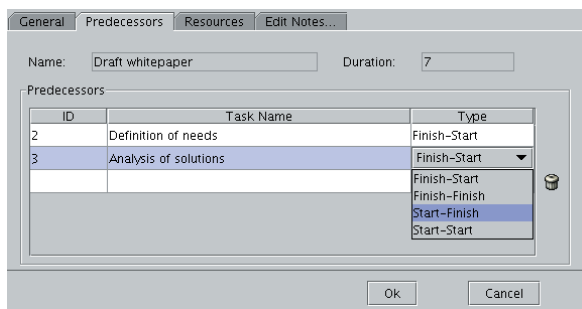 General Predecessors Resources Edit Notes...
Name: Draft whitepaper Duration: 7
Predecessors
ID Task Name Type
2 Definition of needs Finish-Start
3 Analysis of solutions Finish-Start
Finish-Start
Finish-Finish
Start-Finish
Start-Start
Ok Cancel